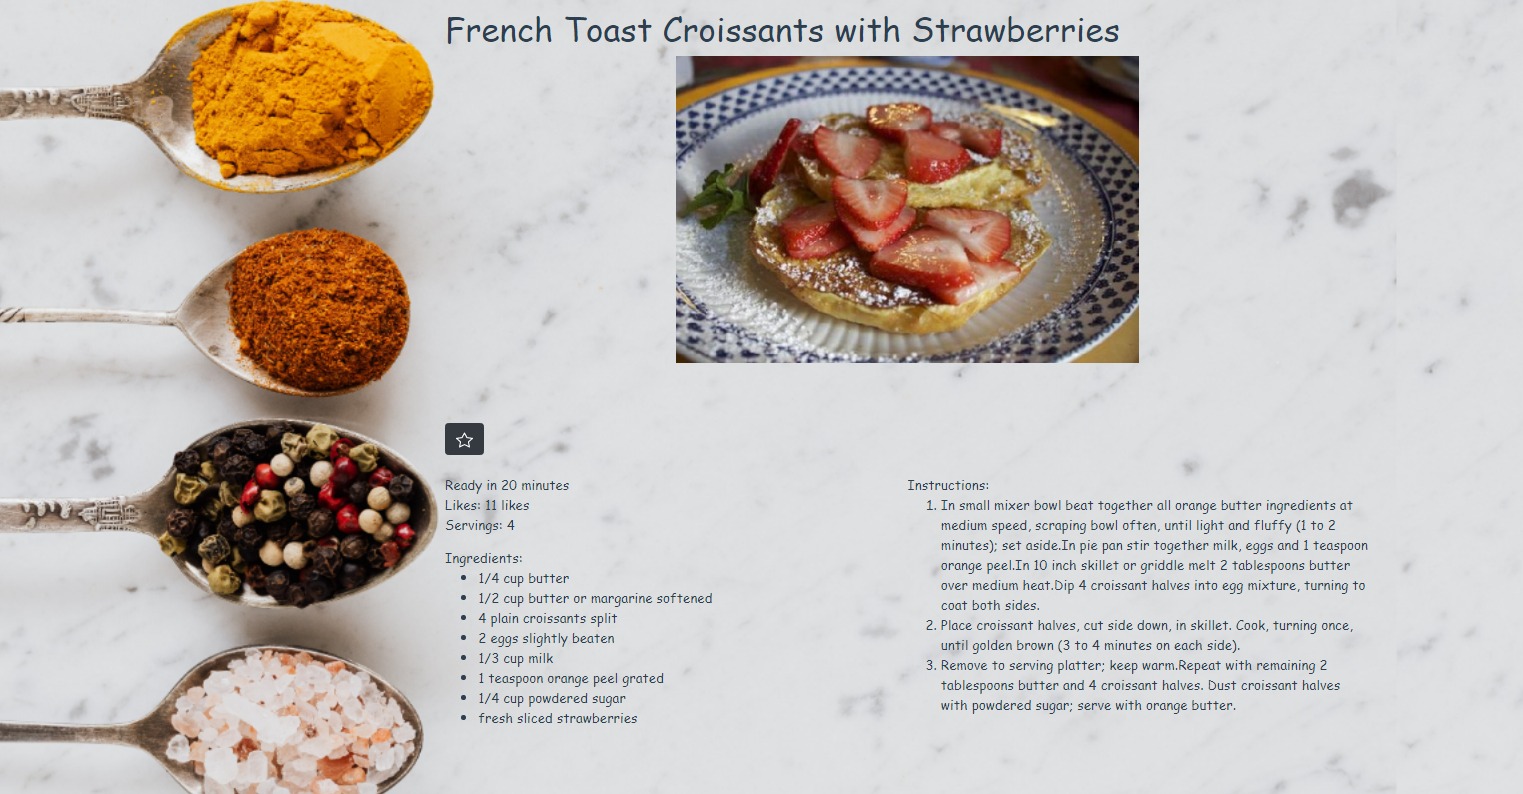 French Toast Croissants with Strawberries
Ready in 20 minutes
Likes: 11 likes
Servings: 4
Ingredients:
1/4 cup butter
1/2 cup butter or margarine softened
4 plain croissants split
2 eggs slightly beaten
1/3 cup milk
1 teaspoon orange peel grated
1/4 cup powdered sugar
fresh sliced strawberries
Instructions:
1. In small mixer bowl beat together all orange butter ingredients at
medium speed, scraping bowl often, until light and fluffy (1 to 2
minutes); set aside.In pie pan stir together milk, eggs and 1 teaspoon
orange peel.In 10 inch skillet or griddle melt 2 tablespoons butter
over medium heat.Dip 4 croissant halves into egg mixture, turning to
coat both sides.
2. Place croissant halves, cut side down, in skillet. Cook, turning once,
until golden brown (3 to 4 minutes on each side).
3. Remove to serving platter; keep warm.Repeat with remaining 2
tablespoons butter and 4 croissant halves. Dust croissant halves
with powdered sugar; serve with orange butter.